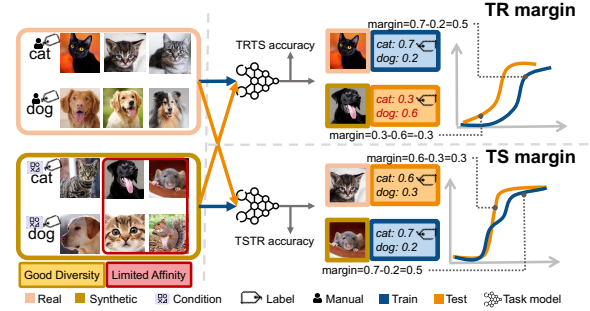 TR margin
margin=0.7-0.2=0.5
cat
dog
TRTS accuracy
cat: 0.7
dog: 0.2
cat: 0.3
dog: 0.6
margin=0.3-0.6=-0.3
TS margin
margin=0.6-0.3=0.3
cat
dog
TSTR accuracy
cat: 0.6
dog: 0.3
cat: 0.7
dog: 0.2
margin=0.7-0.2=0.5
Good Diversity Limited Affinity
Real Synthetic Condition Label Manual Train Test Task model